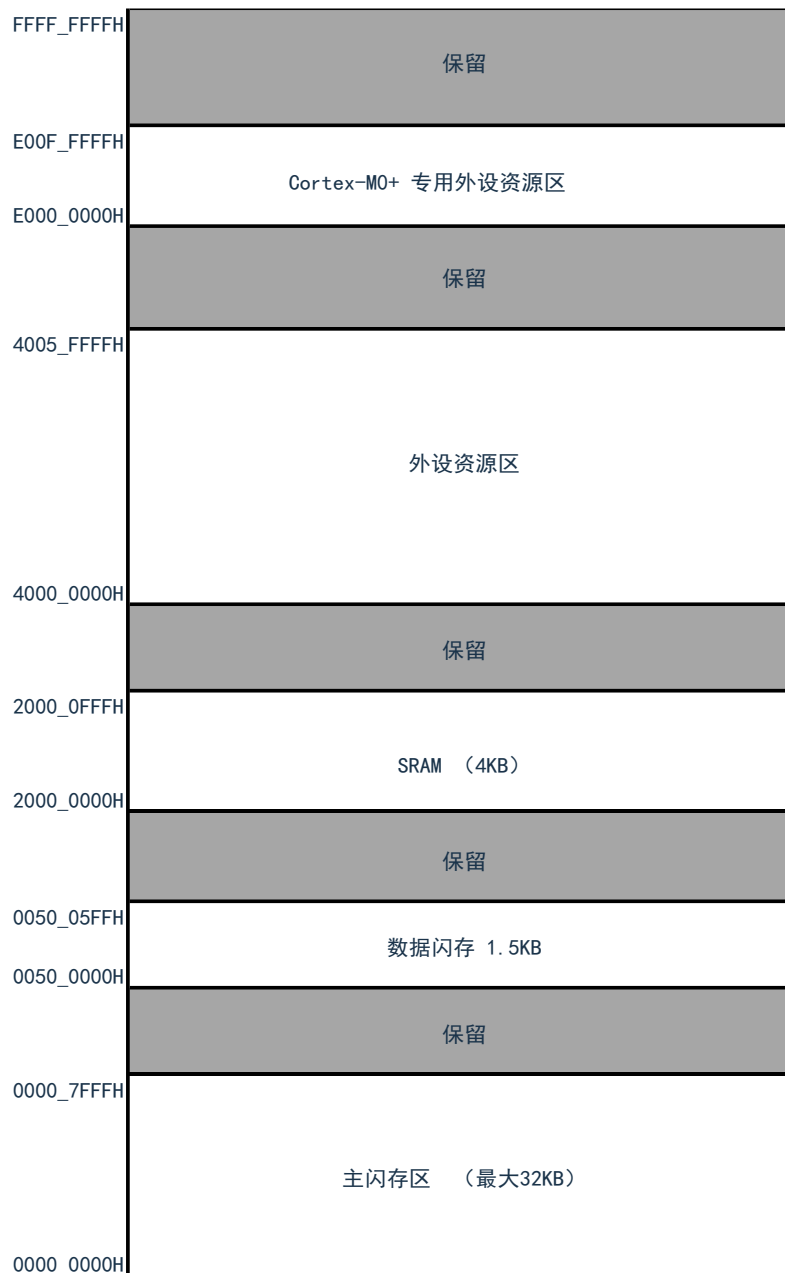 FFFF_FFFFH
保留
E00F_FFFFH
Cortex-M0+ 专用外设资源区
E000_0000H
保留
4005_FFFFH
外设资源区
4000_0000H
保留
2000_0FFFH
SRAM （4KB）
2000_0000H
保留
0050_05FFH
数据闪存 1.5KB
0050_0000H
保留
0000_7FFFH
主闪存区 （最大32KB）
0000_0000H